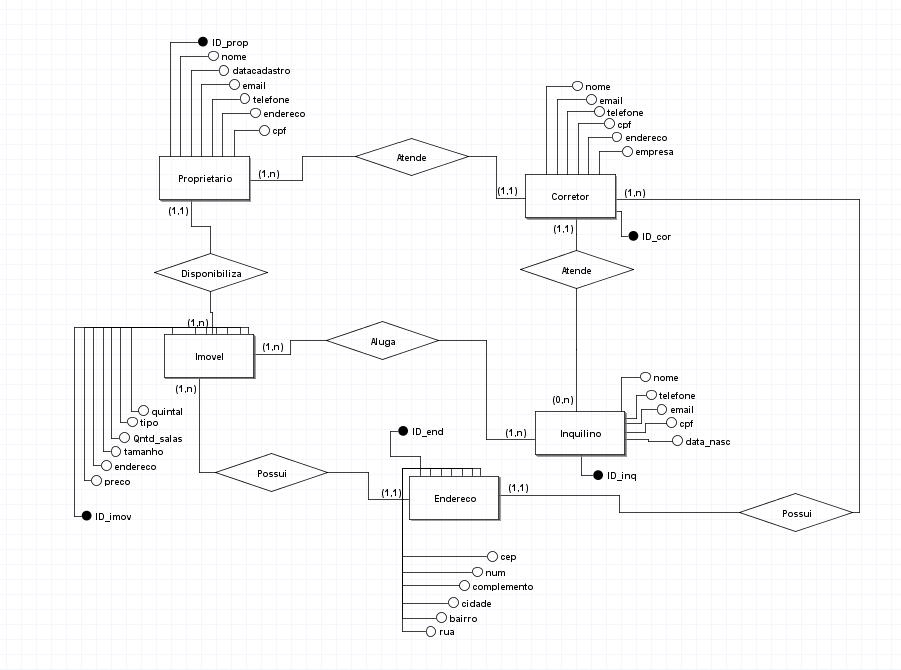 ID_prop
nome
datacadastro
email
telefone
endereco
cpf
nome
email
telefone
cpf
endereco
empresa
Proprietario
(1,n)
Atende
(1,1)
Corretor
(1,n)
(1,1)
(1,1)
ID_cor
Disponibiliza
Atende
(1,n)
Imovel
(1,n)
Aluga
(1,n)
(0,n)
nome
telefone
email
cpf
data_nasc
quintal
tipo
Qntd_salas
tamanho
endereco
preco
ID_imov
(1,n)
Inquilino
ID_inq
ID_end
Possui
(1,1)
Endereco
(1,1)
Possui
cep
num
complemento
cidade
bairro
rua